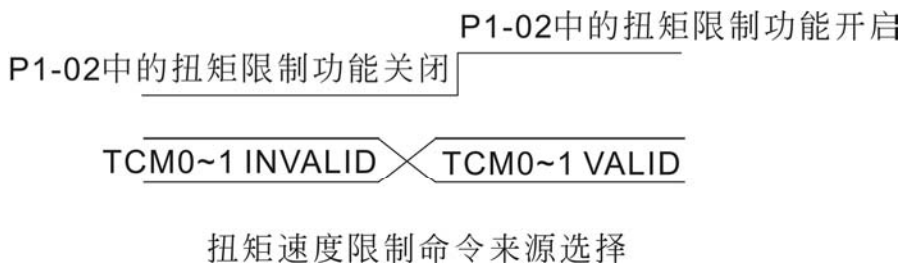 P1-02中的扭矩限制功能开启
P1-02中的扭矩限制功能关闭
TCM0~1 INVALID
TCM0~1 VALID
扭矩速度限制命令来源选择